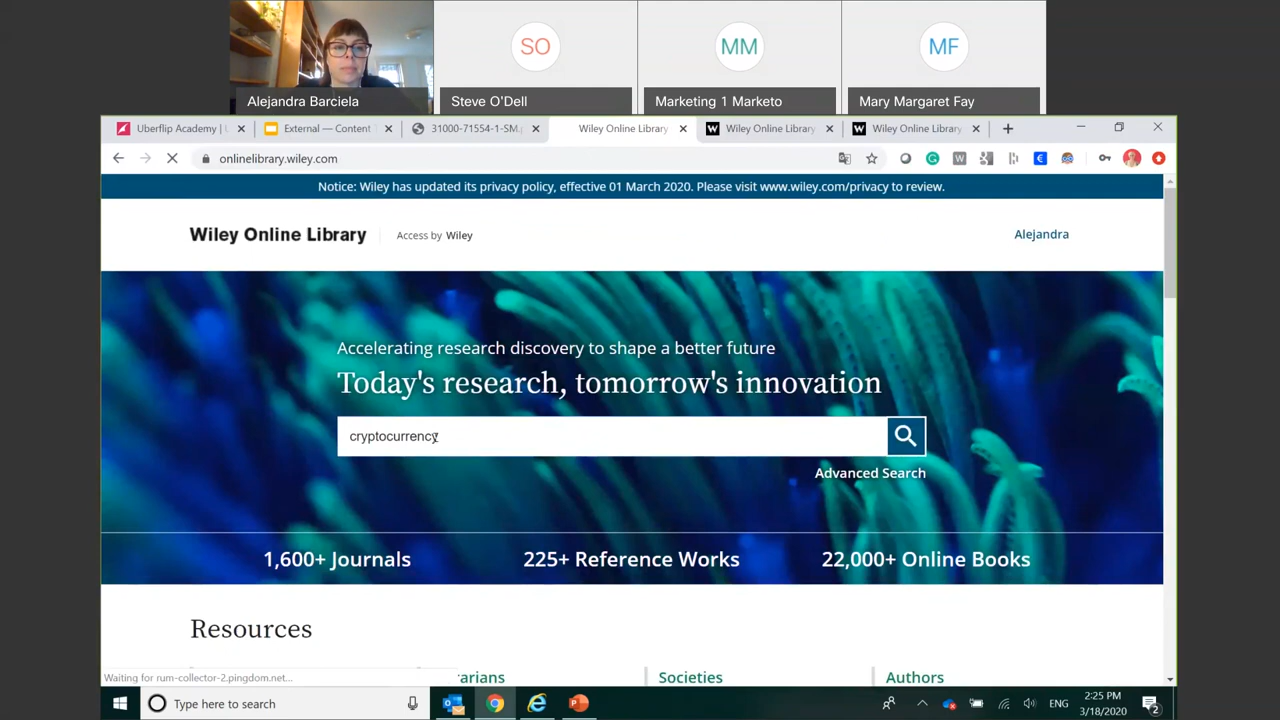 SO
MM
MF
Alejandra Barciela
Steve O'Dell
Marketing 1 Marketo
Mary Margaret Fay
Uberflip Academy |
External — Content
31000-71554-1-SM.
Wiley Online Library
Wiley Online Library
Wiley Online Library
onlinelibrary.wiley.com
Notice: Wiley has updated its privacy policy, effective 01 March 2020. Please visit www.wiley.com/privacy to review.
Wiley Online Library
Access by Wiley
Alejandra
Accelerating research discovery to shape a better future
Today's research, tomorrow's innovation
cryptocurrency
Advanced Search
1,600+ Journals
225+ Reference Works
22,000+ Online Books
Resources
Waiting for rum-collector-2.pingdom.net...
rarians
Societies
Authors
Type here to search
ENG
2:25 PM
3/18/2020
2